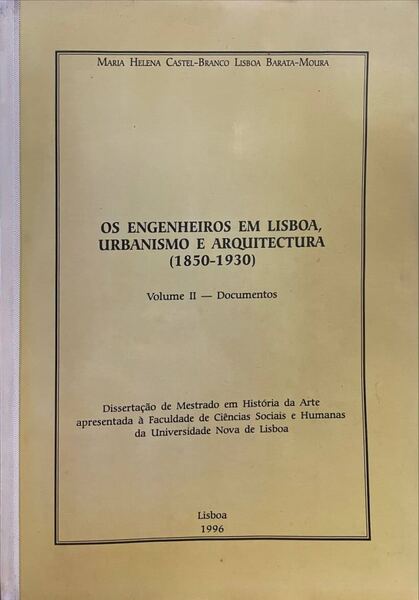 Maria Helena Castel-Branco Lisboa Barata-Moura
OS ENGENHEIROS EM LISBOA,
URBANISMO E ARQUITECTURA
(1850-1930)
Volume II — Documentos
Dissertação de Mestrado em História da Arte
apresentada à Faculdade de Ciências Sociais e Humanas
da Universidade Nova de Lisboa
Lisboa
1996